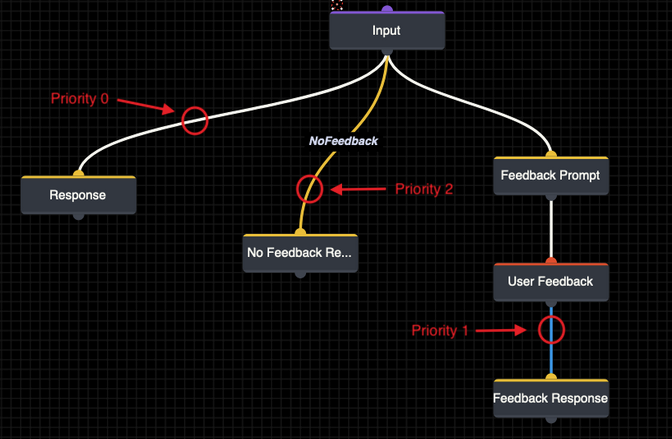 Input
Priority 0
NoFeedback
Response
Priority 2
Feedback Prompt
No Feedback Re...
User Feedback
Priority 1
Feedback Response